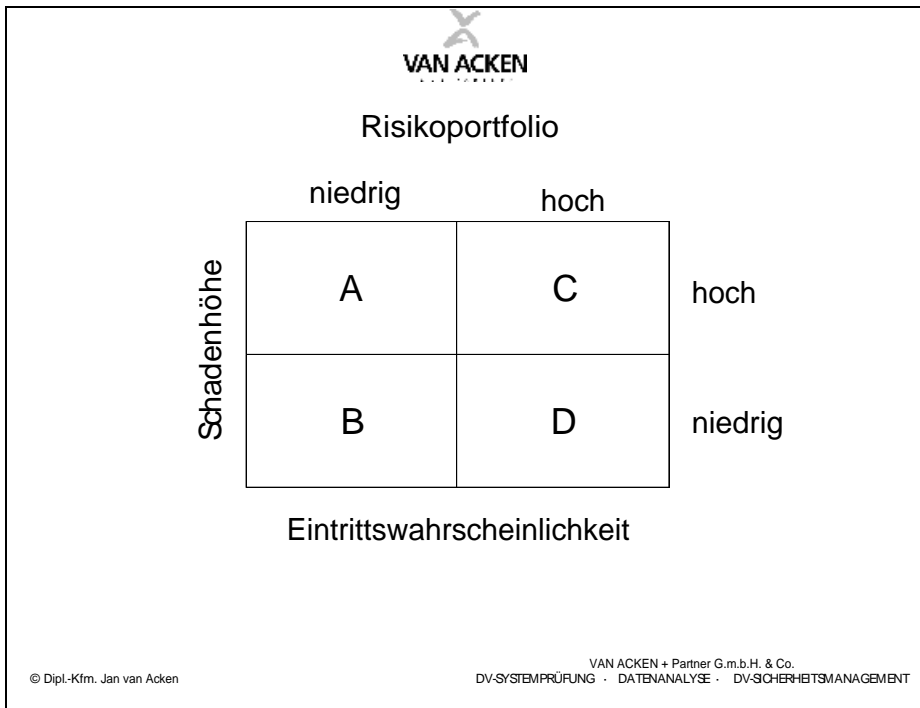 VAN ACKEN
Risikoportfolio
niedrig hoch
Schadenhöhe
A C hoch
B D niedrig
Eintrittswahrscheinlichkeit
© Dipl.-Kfm. Jan van Acken
VAN ACKEN + Partner G.m.b.H. & Co.
DV-SYSTEMPRÜFUNG · DATENANALYSE · DV-SICHERHEITSMANAGEMENT